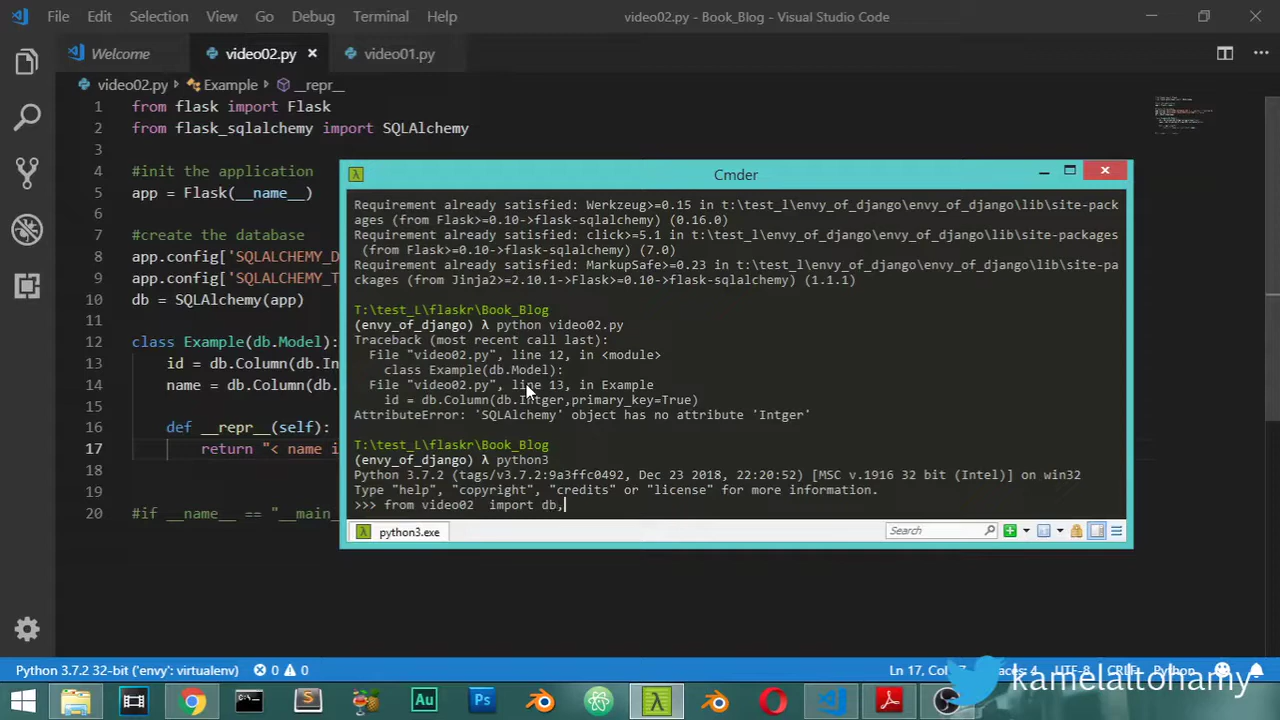 File Edit Selection View Go Debug Terminal Help video02.py - Book_Blog - Visual Studio Code
Welcome video02.py × video01.py
video02.py > Example > __repr__
1 from flask import Flask
2 from flask_sqlalchemy import SQLAlchemy
3
4 #init the application
5 app = Flask(__name__)
6
7 #create the database
8 app.config['SQLALCHEMY_D
9 app.config['SQLALCHEMY_T
10 db = SQLAlchemy(app)
11
12 class Example(db.Model):
13 id = db.Column(db.In
14 name = db.Column(db.
15
16 def __repr__(self):
17 return "< name i
18
19
20 #if __name__ == "__main_
Cmder
Requirement already satisfied: Werkzeug>=0.15 in t:\test_l\envy_of_django\envy_of_django\lib\site-pack
ages (from Flask>=0.10->flask-sqlalchemy) (0.16.0)
Requirement already satisfied: click>=5.1 in t:\test_l\envy_of_django\envy_of_django\lib\site-packages
(from Flask>=0.10->flask-sqlalchemy) (7.0)
Requirement already satisfied: MarkupSafe>=0.23 in t:\test_l\envy_of_django\envy_of_django\lib\site-pa
ckages (from Jinja2>=2.10.1->Flask>=0.10->flask-sqlalchemy) (1.1.1)
T:\test_L\flaskr\Book_Blog
(envy_of_django) λ python video02.py
Traceback (most recent call last):
File "video02.py", line 12, in <module>
class Example(db.Model):
File "video02.py", line 13, in Example
id = db.Column(db.Intger,primary_key=True)
AttributeError: 'SQLAlchemy' object has no attribute 'Intger'
T:\test_L\flaskr\Book_Blog
(envy_of_django) λ python3
Python 3.7.2 (tags/v3.7.2:9a3ffc0492, Dec 23 2018, 22:20:52) [MSC v.1916 32 bit (Intel)] on win32
Type "help", "copyright", "credits" or "license" for more information.
>>> from video02  import db,
λ python3.exe Search
Python 3.7.2 32-bit ('envy': virtualenv) 0 0 Ln 17, Col 4 UTF-8 CRLF Python
Au Ps λ
kamelaltohamy